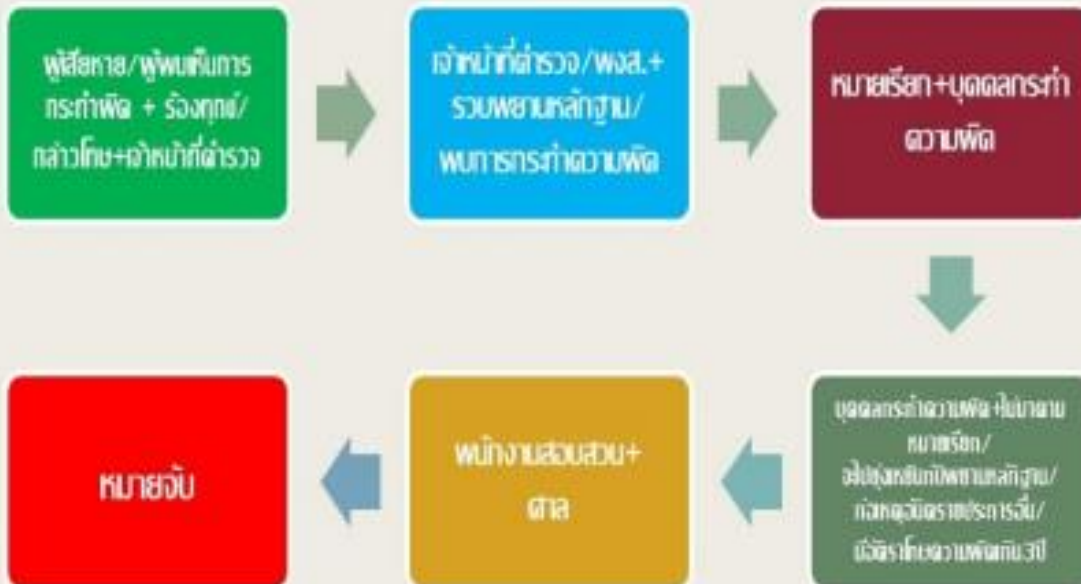 ผู้เสียหาย/ผู้พบเห็นการ
กระทำผิด + ร้องทุกข์/
กล่าวโทษ+เจ้าหน้าที่ตำรวจ
เจ้าหน้าที่ตำรวจ/พงส.+
รวบพยานหลักฐาน/
พบการกระทำความผิด
หมายเรียก+บุคคลกระทำ
ความผิด
บุคคลกระทำความผิด+ไม่มาตาม
หมายเรียก/
จะไปยุ่งเหยิงกับพยานหลักฐาน/
ก่อเหตุอันตรายประการอื่น/
มีอัตราโทษความผิดเกิน3ปี
พนักงานสอบสวน+
ศาล
หมายจับ